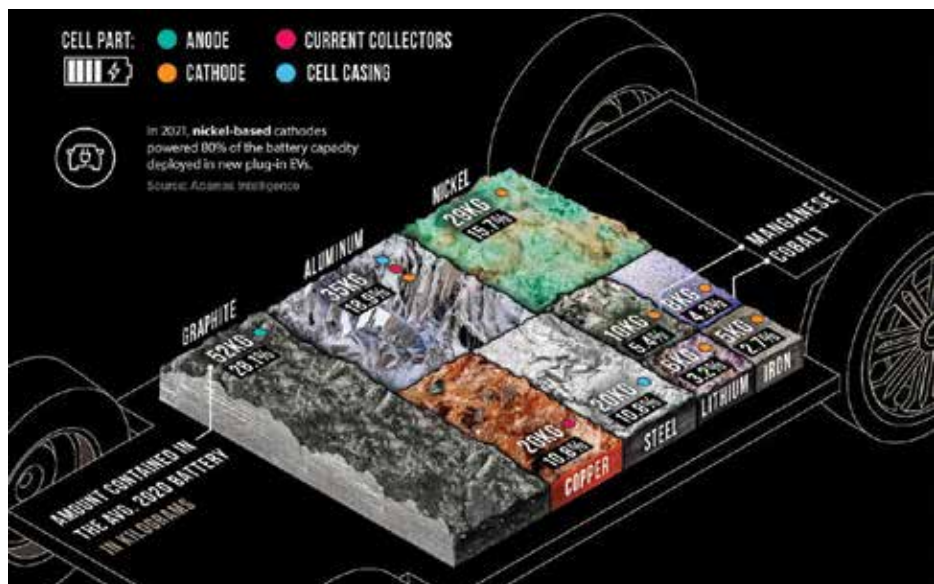 CELL PART:
ANODE
CURRENT COLLECTORS
CATHODE
CELL CASING
In 2021, nickel-based cathodes
powered 80% of the battery capacity
deployed in new plug-in EVs.
Source: Adamas Intelligence
NICKEL
29KG
15.7%
MANGANESE
COBALT
ALUMINUM
35KG
18.9%
8KG
4.3%
10KG
5.4%
5KG
2.7%
GRAPHITE
52KG
28.1%
6KG
3.2%
20KG
10.8%
IRON
LITHIUM
STEEL
20KG
10.8%
COPPER
AMOUNT CONTAINED IN
THE AVG. 2020 BATTERY
IN KILOGRAMS